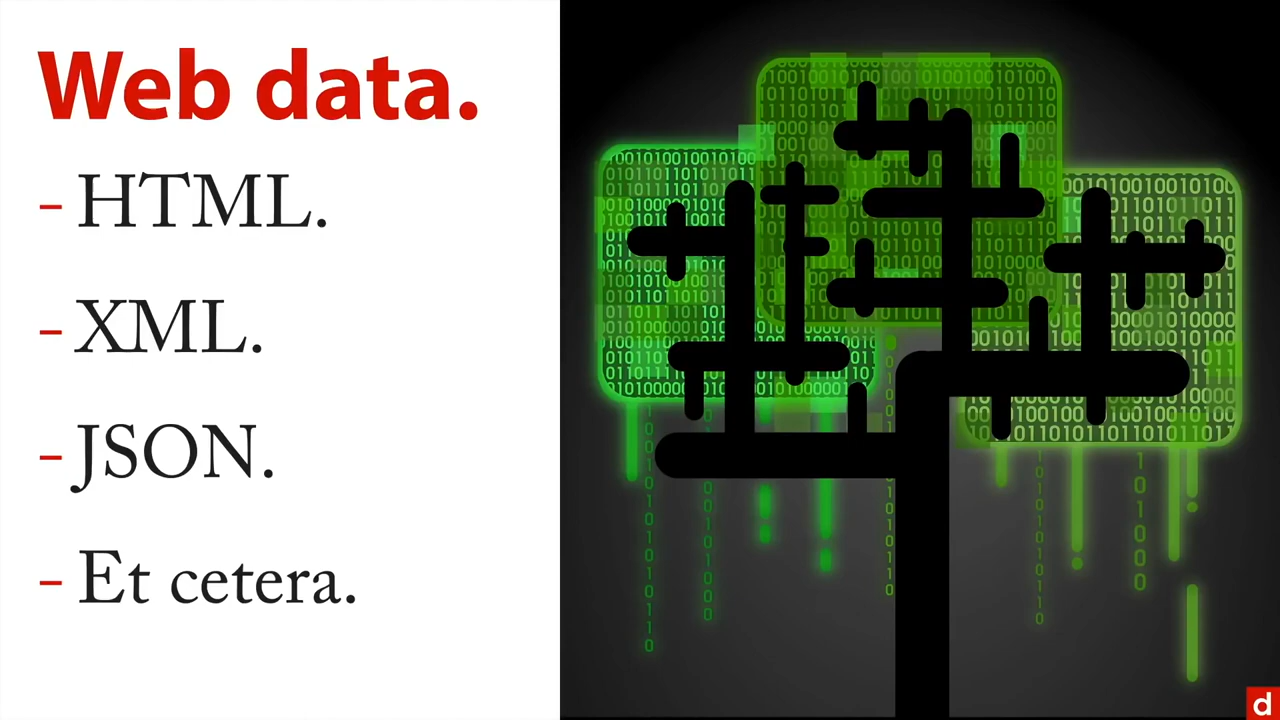 Web data.
- HTML.
- XML.
- JSON.
- Et cetera.
d